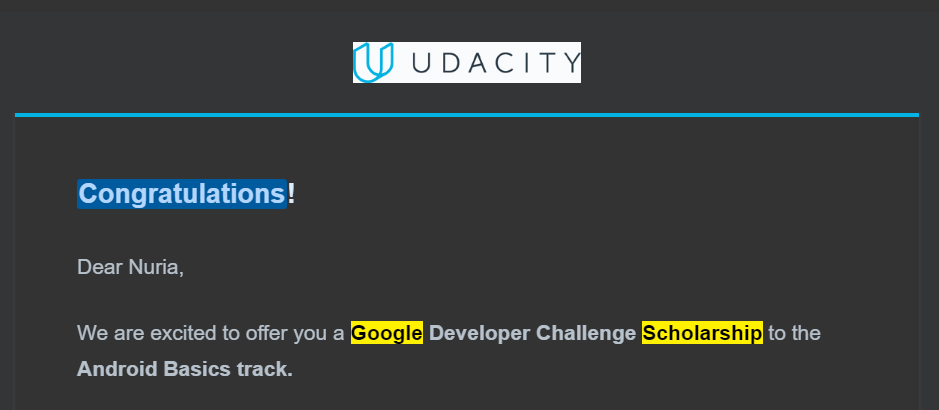 UDACITY
Congratulations!
Dear Nuria,
We are excited to offer you a Google Developer Challenge Scholarship to the
Android Basics track.